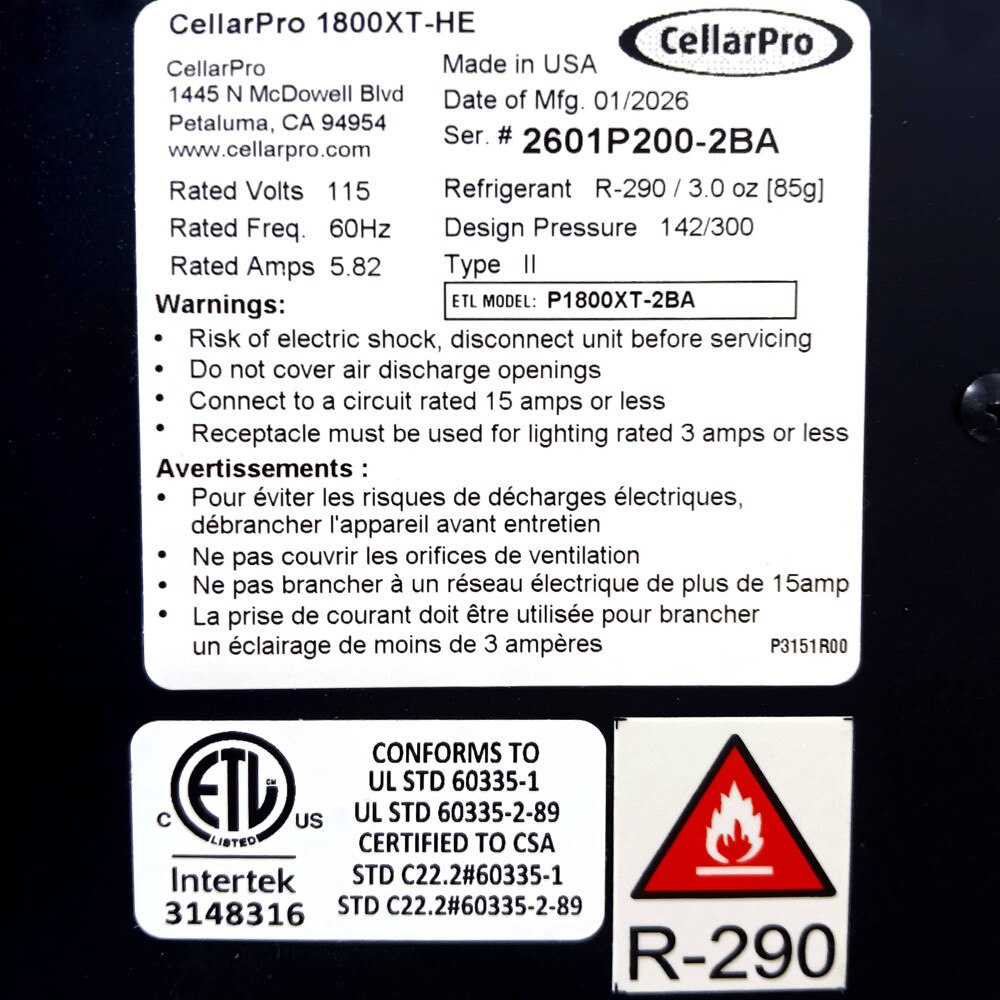 CellarPro 1800XT-HE
CellarPro
CellarPro
1445 N McDowell Blvd
Petaluma, CA 94954
www.cellarpro.com
Made in USA
Date of Mfg. 01/2026
Ser. # 2601P200-2BA
Rated Volts 115
Rated Freq. 60Hz
Rated Amps 5.82
Refrigerant R-290 / 3.0 oz [85g]
Design Pressure 142/300
Type II
ETL MODEL: P1800XT-2BA
Warnings:
• Risk of electric shock, disconnect unit before servicing
• Do not cover air discharge openings
• Connect to a circuit rated 15 amps or less
• Receptacle must be used for lighting rated 3 amps or less
Avertissements :
• Pour éviter les risques de décharges électriques,
débrancher l'appareil avant entretien
• Ne pas couvrir les orifices de ventilation
• Ne pas brancher à un réseau électrique de plus de 15amp
• La prise de courant doit être utilisée pour brancher
un éclairage de moins de 3 ampères
P3151R00
ETL CM
C US
LISTED
Intertek
3148316
CONFORMS TO
UL STD 60335-1
UL STD 60335-2-89
CERTIFIED TO CSA
STD C22.2#60335-1
STD C22.2#60335-2-89
R-290